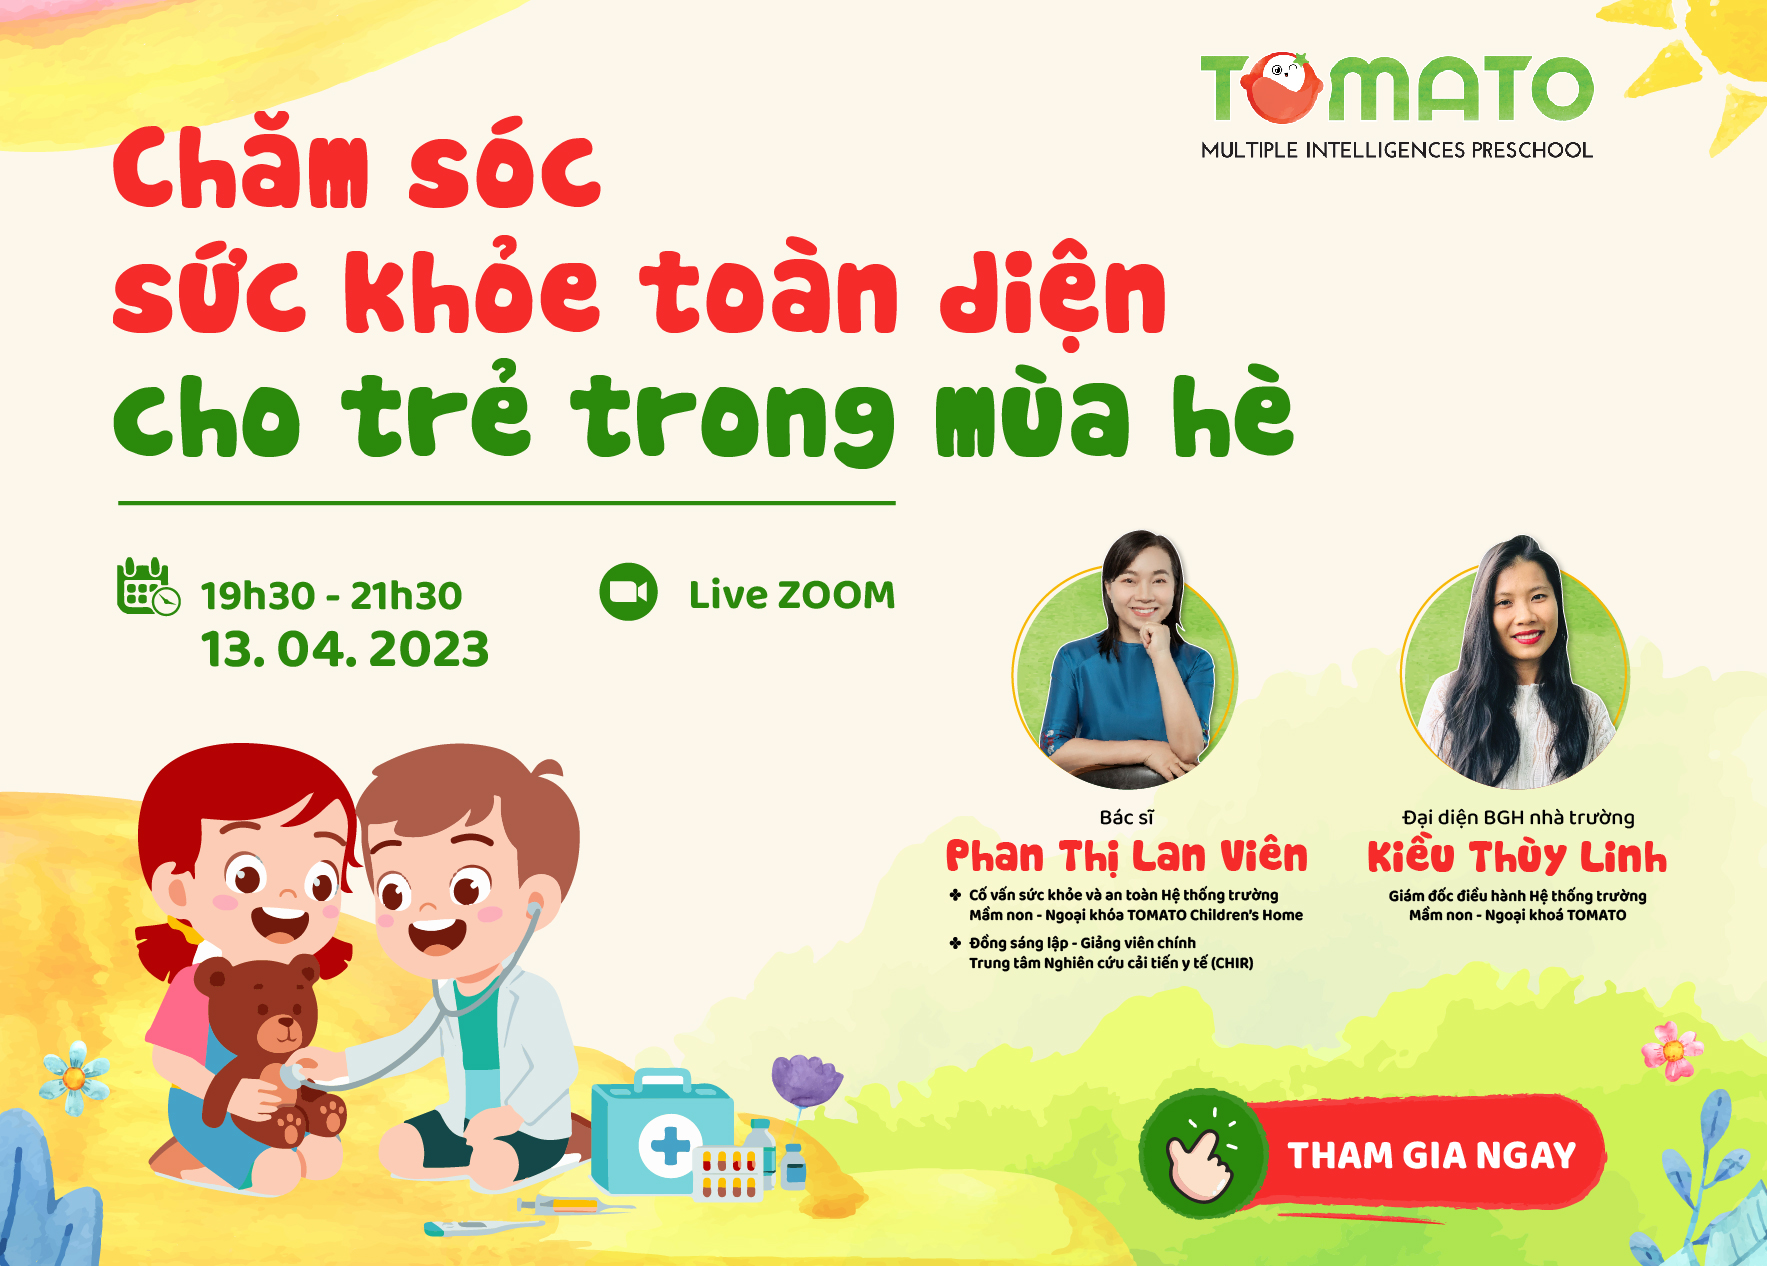 TOMATO
MULTIPLE INTELLIGENCES PRESCHOOL
Chăm sóc
sức khỏe toàn diện
cho trẻ trong mùa hè
19h30 - 21h30
13. 04. 2023
Live ZOOM
Bác sĩ
Phan Thị Lan Viên
Cố vấn sức khỏe và an toàn Hệ thống trường
Mầm non - Ngoại khóa TOMATO Children's Home
Đồng sáng lập - Giảng viên chính
Trung tâm Nghiên cứu cải tiến y tế (CHIR)
Đại diện BGH nhà trường
Kiều Thùy Linh
Giám đốc điều hành Hệ thống trường
Mầm non - Ngoại khoá TOMATO
THAM GIA NGAY